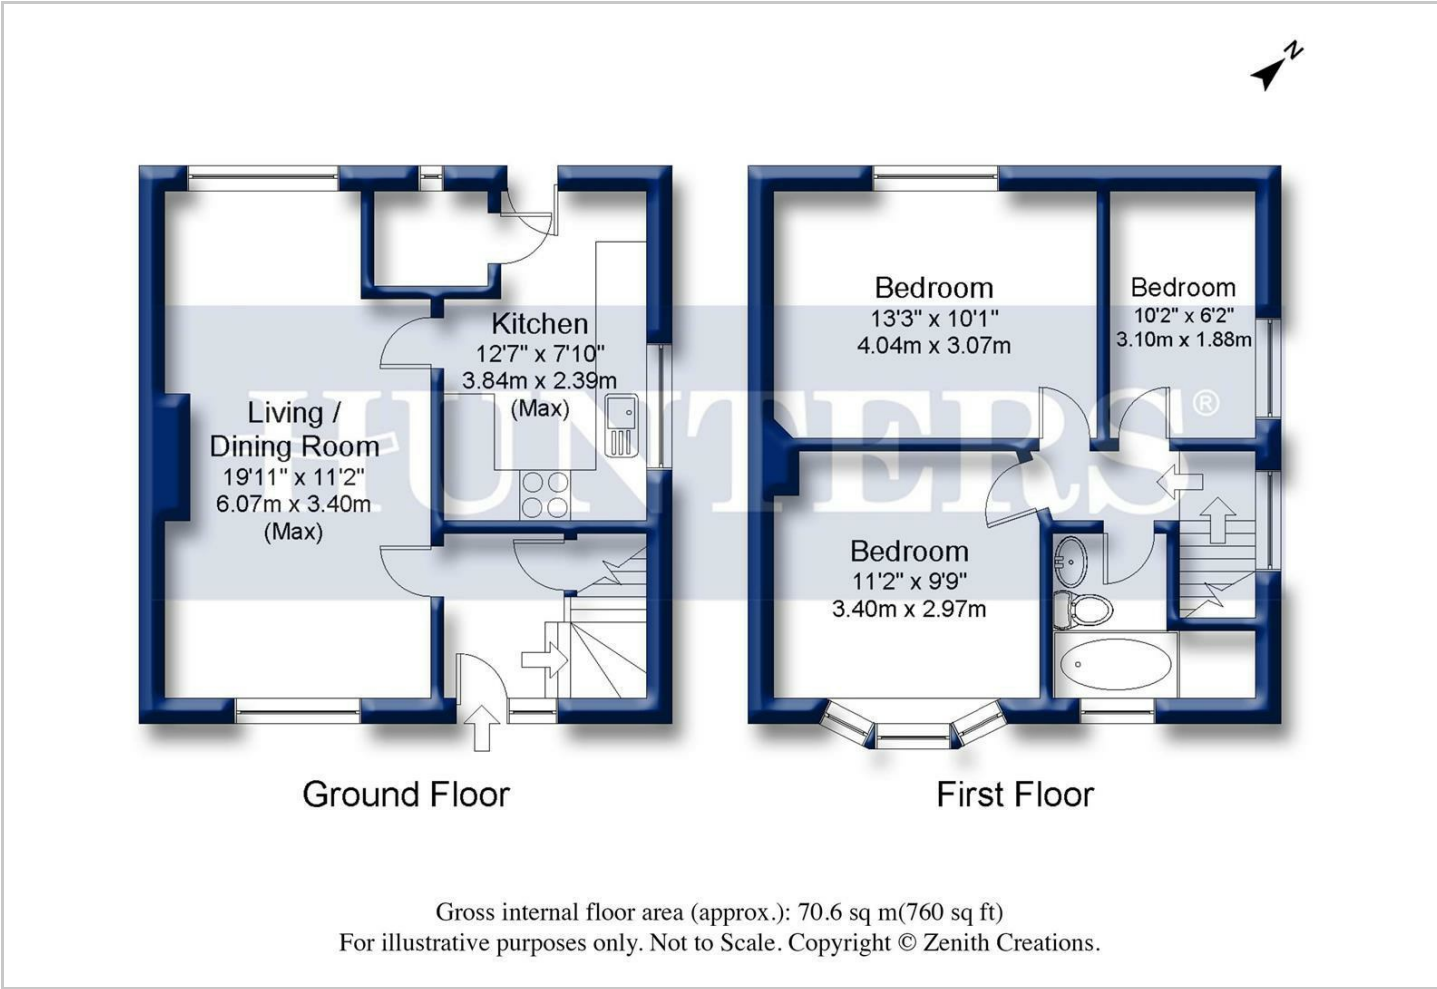 N
Living /
Dining Room
19'11" x 11'2"
6.07m x 3.40m
(Max)
Kitchen
12'7" x 7'10"
3.84m x 2.39m
(Max)
Bedroom
13'3" x 10'1"
4.04m x 3.07m
Bedroom
10'2" x 6'2"
3.10m x 1.88m
Bedroom
11'2" x 9'9"
3.40m x 2.97m
HUNTERS®
Ground Floor
First Floor
Gross internal floor area (approx.): 70.6 sq m(760 sq ft)
For illustrative purposes only. Not to Scale. Copyright © Zenith Creations.